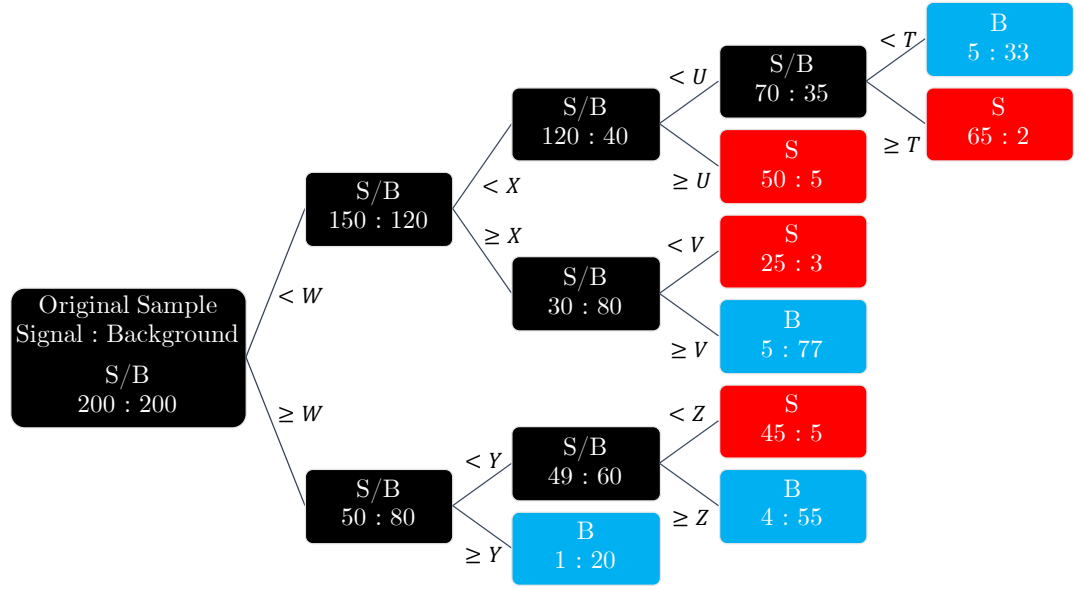 Original Sample
Signal : Background
S/B
200 : 200
< W
≥ W
S/B
150 : 120
< X
≥ X
S/B
50 : 80
< Y
≥ Y
S/B
120 : 40
< U
≥ U
S/B
30 : 80
< V
≥ V
S/B
49 : 60
< Z
≥ Z
B
1 : 20
S/B
70 : 35
< T
≥ T
S
50 : 5
S
25 : 3
B
5 : 77
S
45 : 5
B
4 : 55
B
5 : 33
S
65 : 2